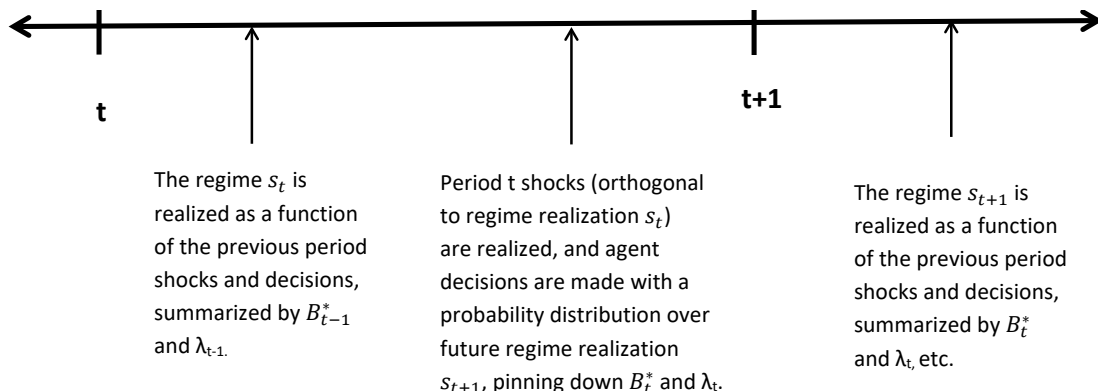 t
t+1
The regime s_t is
realized as a function
of the previous period
shocks and decisions,
summarized by B*_{t−1}
and λ_{t-1.}
Period t shocks (orthogonal
to regime realization s_t)
are realized, and agent
decisions are made with a
probability distribution over
future regime realization
s_{t+1}, pinning down B*_t and λ_{t.}
The regime s_{t+1} is
realized as a function
of the previous period
shocks and decisions,
summarized by B*_t
and λ_{t,} etc.